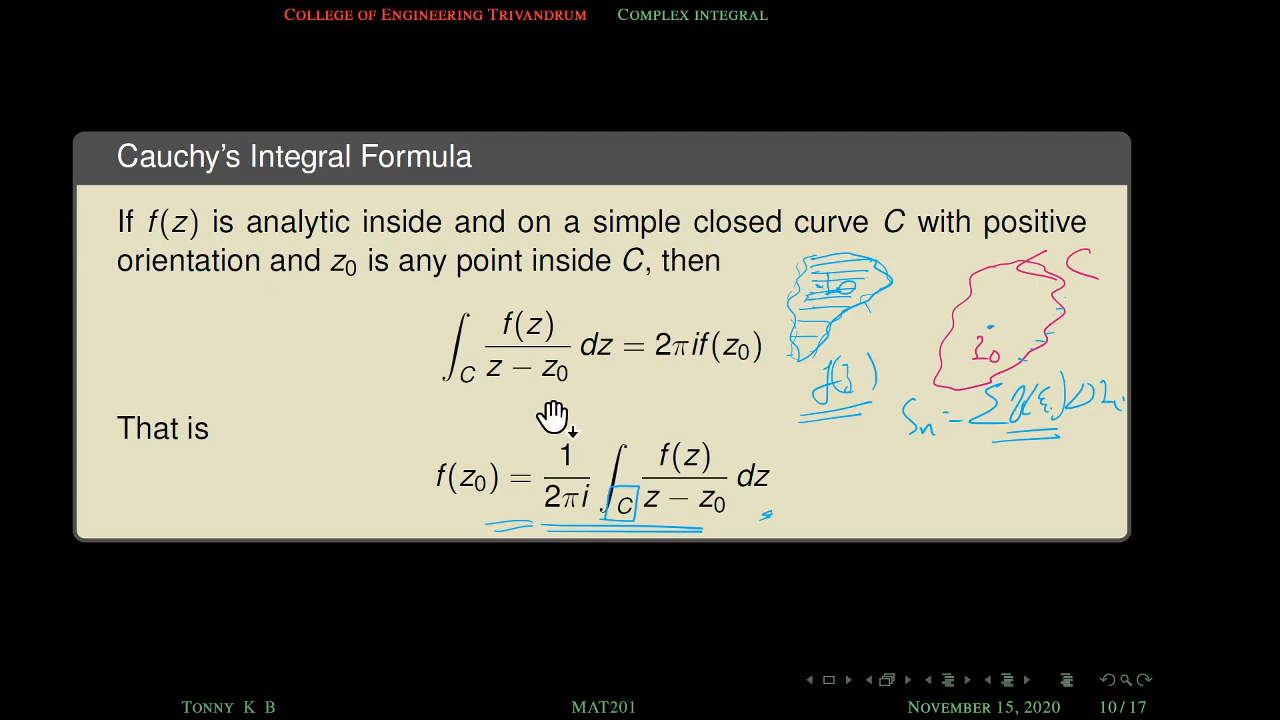 COLLEGE OF ENGINEERING TRIVANDRUM COMPLEX INTEGRAL
Cauchy's Integral Formula
If f(z) is analytic inside and on a simple closed curve C with positive
orientation and z₀ is any point inside C, then
∫_C f(z)/(z − z₀) dz = 2πif(z₀)
That is
f(z₀) = 1/(2πi) ∫_C f(z)/(z − z₀) dz
z₀
f(z)
C
z₀
TONNY K B MAT201 NOVEMBER 15, 2020 10 / 17